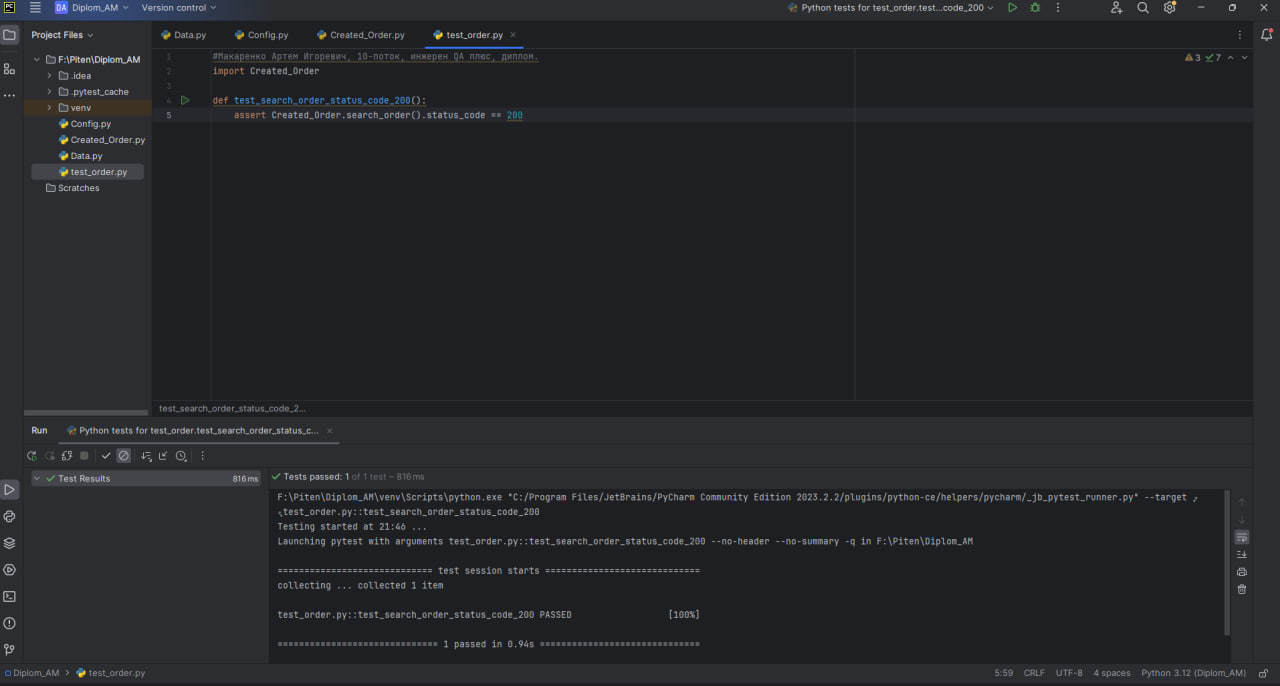 PC
DA Diplom_AM Version control Python tests for test_order.test...code_200
Project Files
Data.py Config.py Created_Order.py test_order.py
F:\Piten\Diplom_AM
.idea
.pytest_cache
venv
Config.py
Created_Order.py
Data.py
test_order.py
Scratches
1 #Макаренко Артем Игоревич, 10-поток, инжерен QA плюс, диплом.
2 import Created_Order
3
4 def test_search_order_status_code_200():
5 assert Created_Order.search_order().status_code == 200
3 7
test_search_order_status_code_2...
Run Python tests for test_order.test_search_order_status_c...
Test Results 816 ms
Tests passed: 1 of 1 test – 816 ms
F:\Piten\Diplom_AM\venv\Scripts\python.exe "C:/Program Files/JetBrains/PyCharm Community Edition 2023.2.2/plugins/python-ce/helpers/pycharm/_jb_pytest_runner.py" --target
test_order.py::test_search_order_status_code_200
Testing started at 21:46 ...
Launching pytest with arguments test_order.py::test_search_order_status_code_200 --no-header --no-summary -q in F:\Piten\Diplom_AM
============================= test session starts =============================
collecting ... collected 1 item
test_order.py::test_search_order_status_code_200 PASSED [100%]
============================== 1 passed in 0.94s ==============================
Diplom_AM > test_order.py 5:59 CRLF UTF-8 4 spaces Python 3.12 (Diplom_AM)